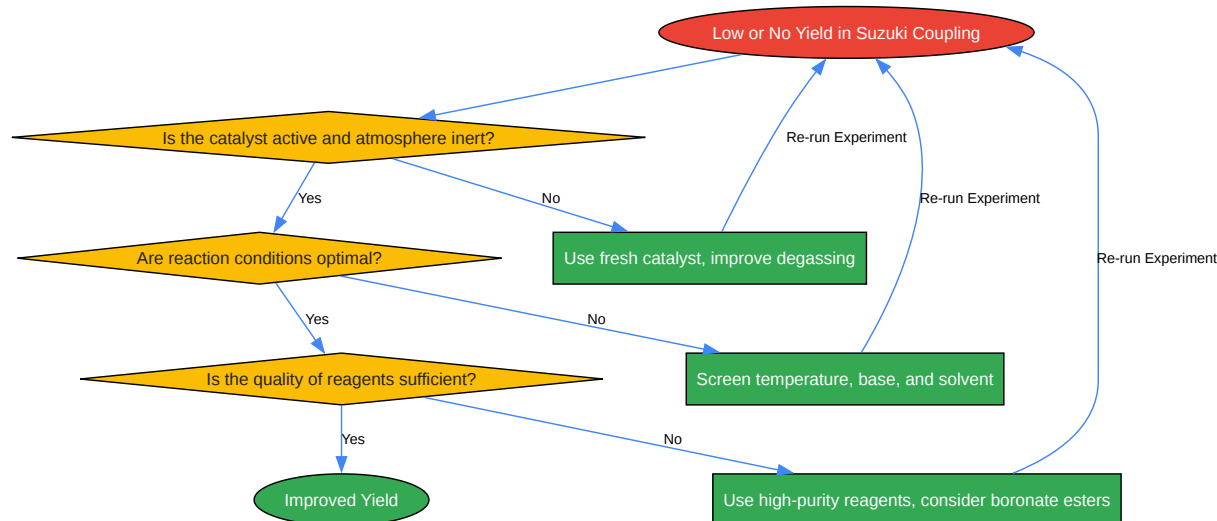 Low or No Yield in Suzuki Coupling
Is the catalyst active and atmosphere inert?
Re-run Experiment
Yes
No
Re-run Experiment
Are reaction conditions optimal?
Use fresh catalyst, improve degassing
Re-run Experiment
Yes
No
Is the quality of reagents sufficient?
Screen temperature, base, and solvent
Yes
No
Improved Yield
Use high-purity reagents, consider boronate esters